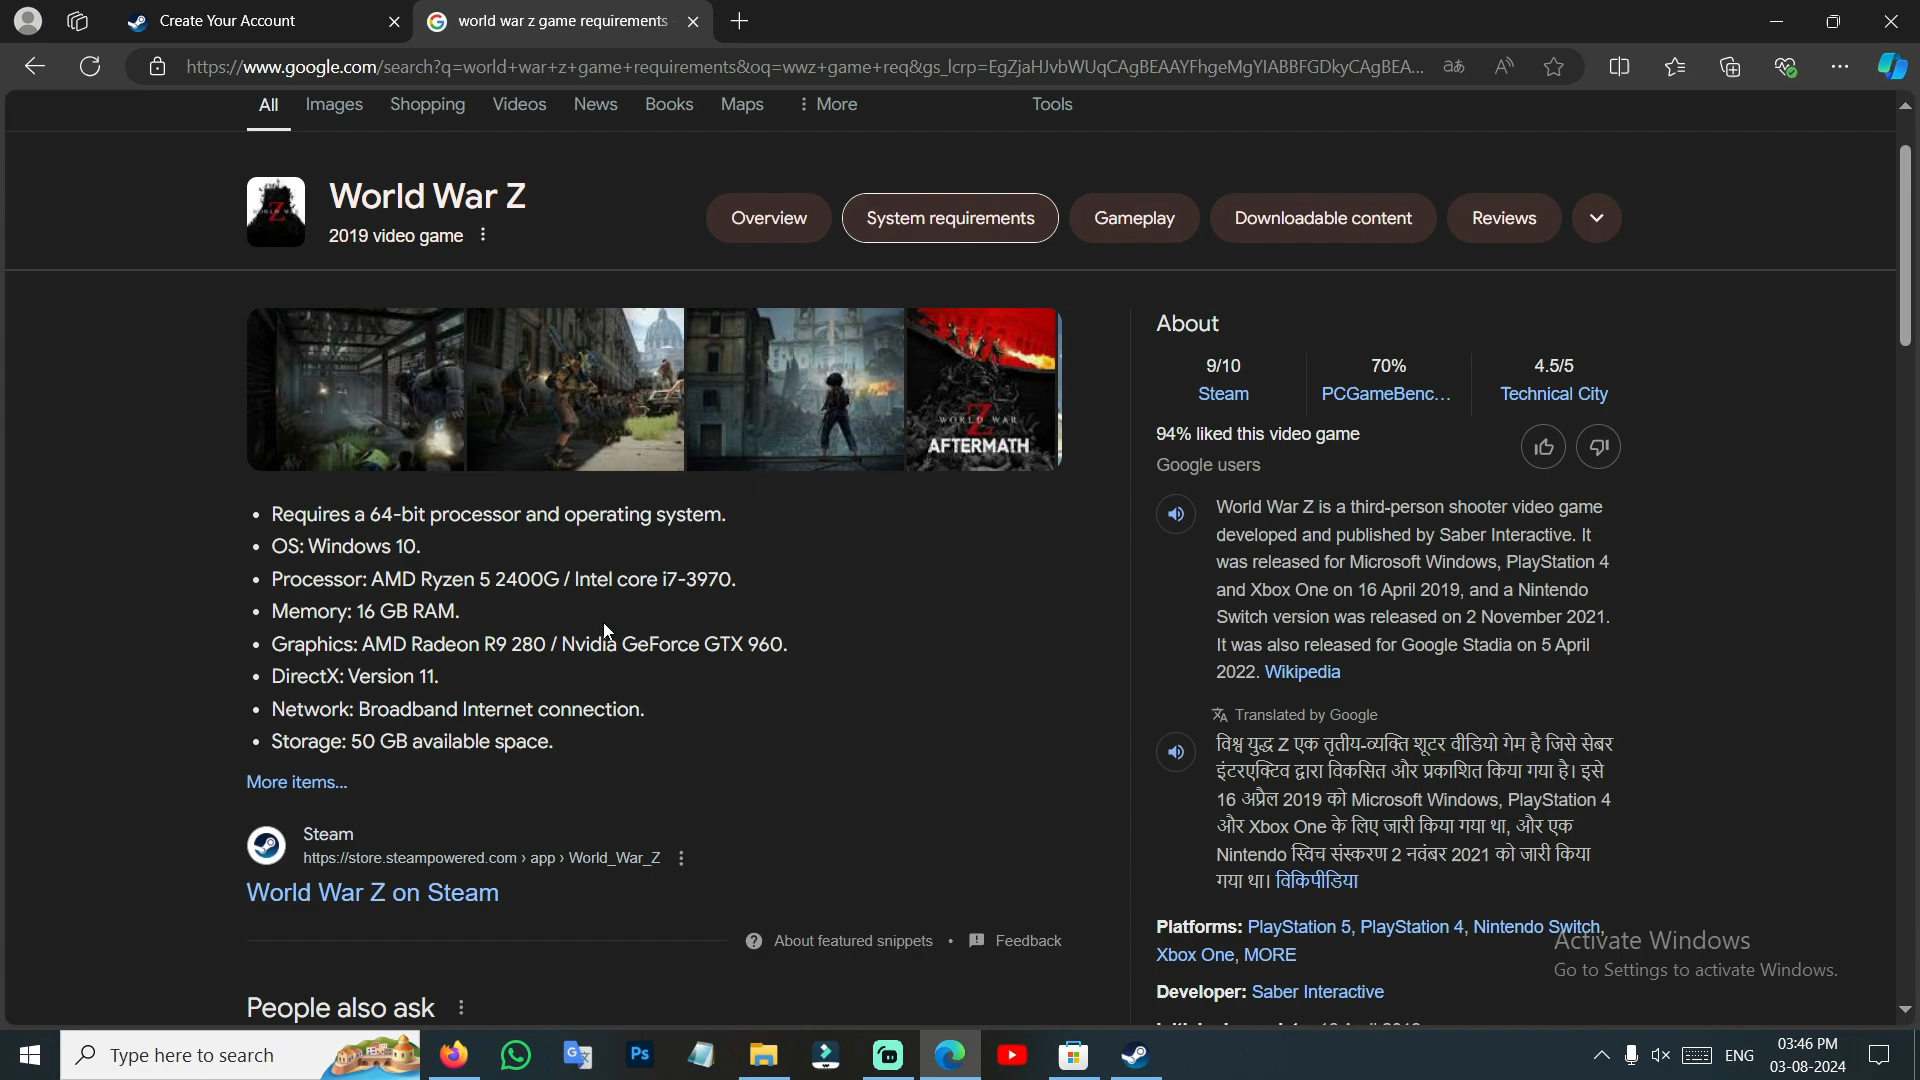 Create Your Account
world war z game requirements
https://www.google.com/search?q=world+war+z+game+requirements&oq=wwz+game+req&gs_lcrp=EgZjaHJvbWUqCAgBEAAYFhgeMgYIABBFGDkyCAgBEA...
All Images Shopping Videos News Books Maps More Tools
World War Z
2019 video game
Overview System requirements Gameplay Downloadable content Reviews
WORLD WAR
Z
AFTERMATH
• Requires a 64-bit processor and operating system.
• OS: Windows 10.
• Processor: AMD Ryzen 5 2400G / Intel core i7-3970.
• Memory: 16 GB RAM.
• Graphics: AMD Radeon R9 280 / Nvidia GeForce GTX 960.
• DirectX: Version 11.
• Network: Broadband Internet connection.
• Storage: 50 GB available space.
More items...
Steam
https://store.steampowered.com › app › World_War_Z
World War Z on Steam
About featured snippets • Feedback
People also ask
About
9/10 70% 4.5/5
Steam PCGameBenc... Technical City
94% liked this video game
Google users
World War Z is a third-person shooter video game
developed and published by Saber Interactive. It
was released for Microsoft Windows, PlayStation 4
and Xbox One on 16 April 2019, and a Nintendo
Switch version was released on 2 November 2021.
It was also released for Google Stadia on 5 April
2022. Wikipedia
Translated by Google
विश्व युद्ध Z एक तृतीय-व्यक्ति शूटर वीडियो गेम है जिसे सेबर
इंटरएक्टिव द्वारा विकसित और प्रकाशित किया गया है। इसे
16 अप्रैल 2019 को Microsoft Windows, PlayStation 4
और Xbox One के लिए जारी किया गया था, और एक
Nintendo स्विच संस्करण 2 नवंबर 2021 को जारी किया
गया था। विकिपीडिया
Platforms: PlayStation 5, PlayStation 4, Nintendo Switch,
Xbox One, MORE
Developer: Saber Interactive
Activate Windows
Go to Settings to activate Windows.
Type here to search
Ps
ENG
03:46 PM
03-08-2024